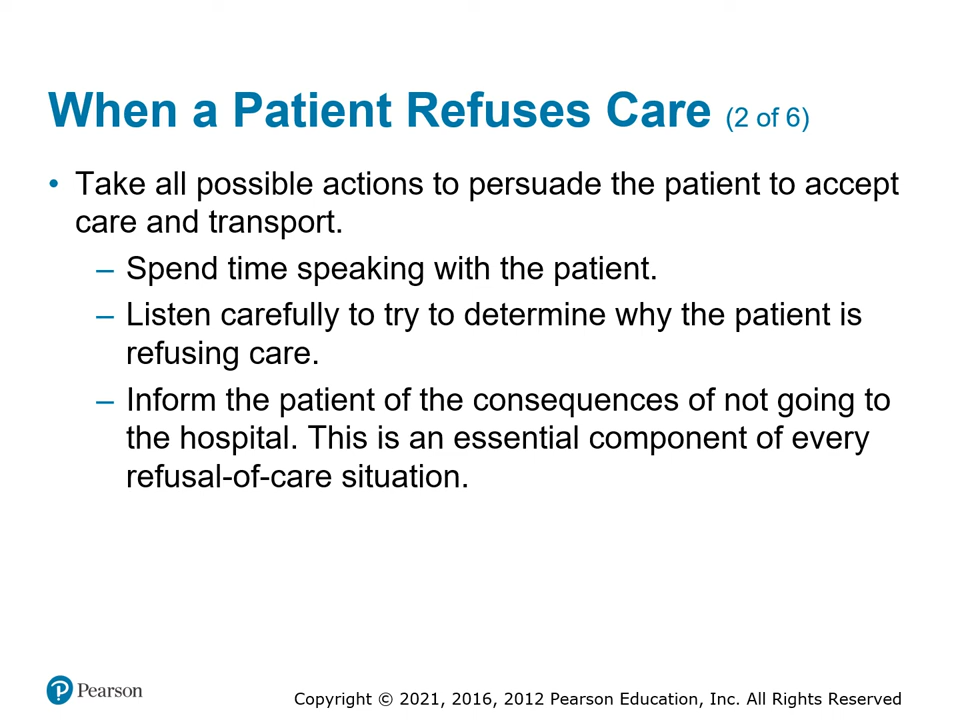 When a Patient Refuses Care (2 of 6)
• Take all possible actions to persuade the patient to accept
care and transport.
– Spend time speaking with the patient.
– Listen carefully to try to determine why the patient is
refusing care.
– Inform the patient of the consequences of not going to
the hospital. This is an essential component of every
refusal-of-care situation.
Pearson
Copyright © 2021, 2016, 2012 Pearson Education, Inc. All Rights Reserved